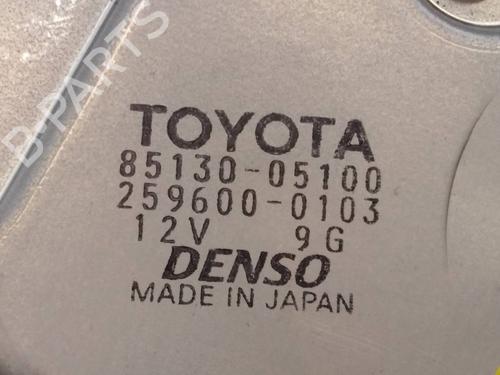 B-PARTS
TOYOTA
85130-05100
259600-0103
12V 9G
DENSO
MADE IN JAPAN